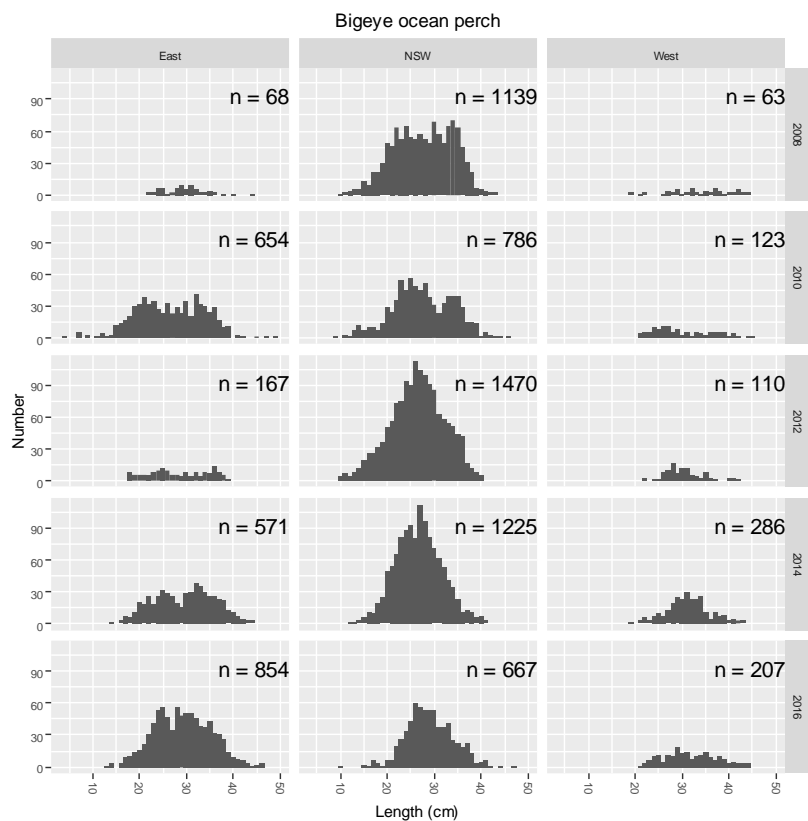 Bigeye ocean perch
East NSW West
90 60 30 0 n = 68 n = 1139 n = 63 2008
90 60 30 0 n = 654 n = 786 n = 123 2010
90 60 30 0 n = 167 n = 1470 n = 110 2012
90 60 30 0 n = 571 n = 1225 n = 286 2014
90 60 30 0 n = 854 n = 667 n = 207 2016
Number
10 20 30 40 50 10 20 30 40 50 10 20 30 40 50
Length (cm)